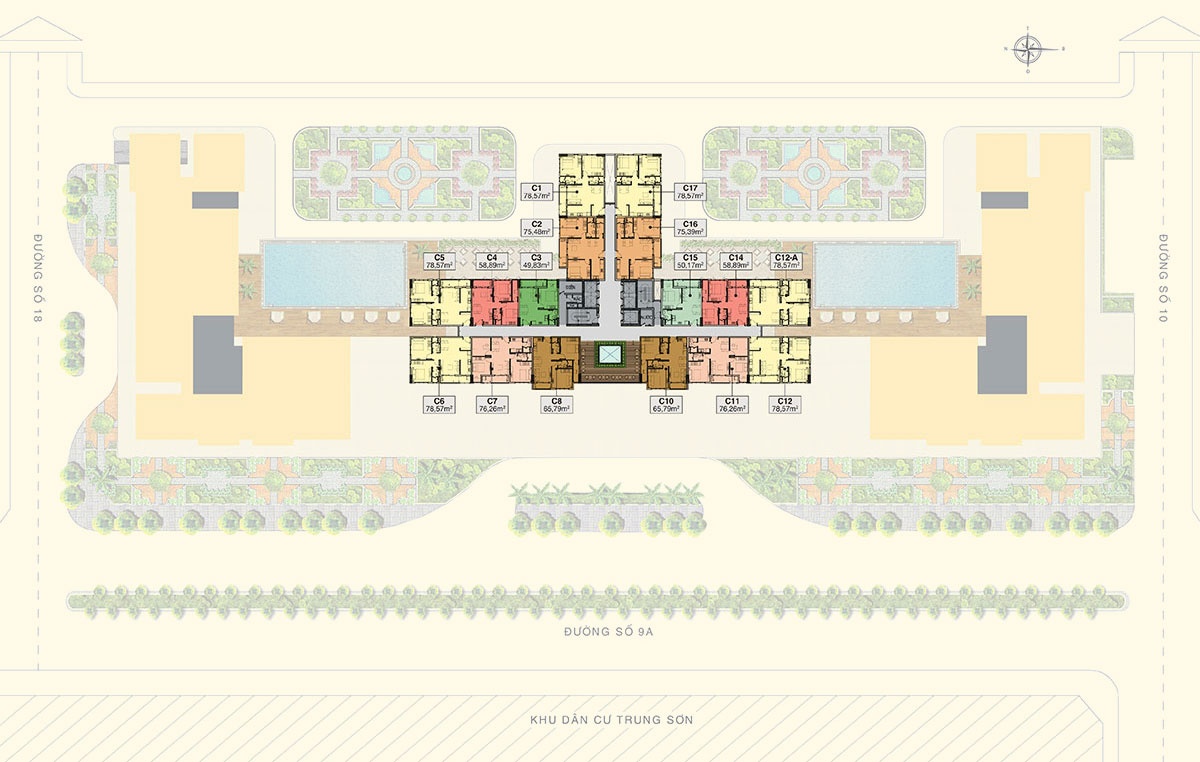 T
N
B
Đ
C1
78,57m²
C17
78,57m²
C2
75,48m²
C16
75,39m²
C5
78,57m²
C4
58,89m²
C3
49,83m²
C15
50.17m²
C14
58,89m²
C12-A
78,57m²
ĐƯỜNG SỐ 18
ĐƯỜNG SỐ 10
C6
78,57m²
C7
76,26m²
C8
65,79m²
C10
65,79m²
C11
76,26m²
C12
78,57m²
ĐƯỜNG SỐ 9A
KHU DÂN CƯ TRUNG SƠN